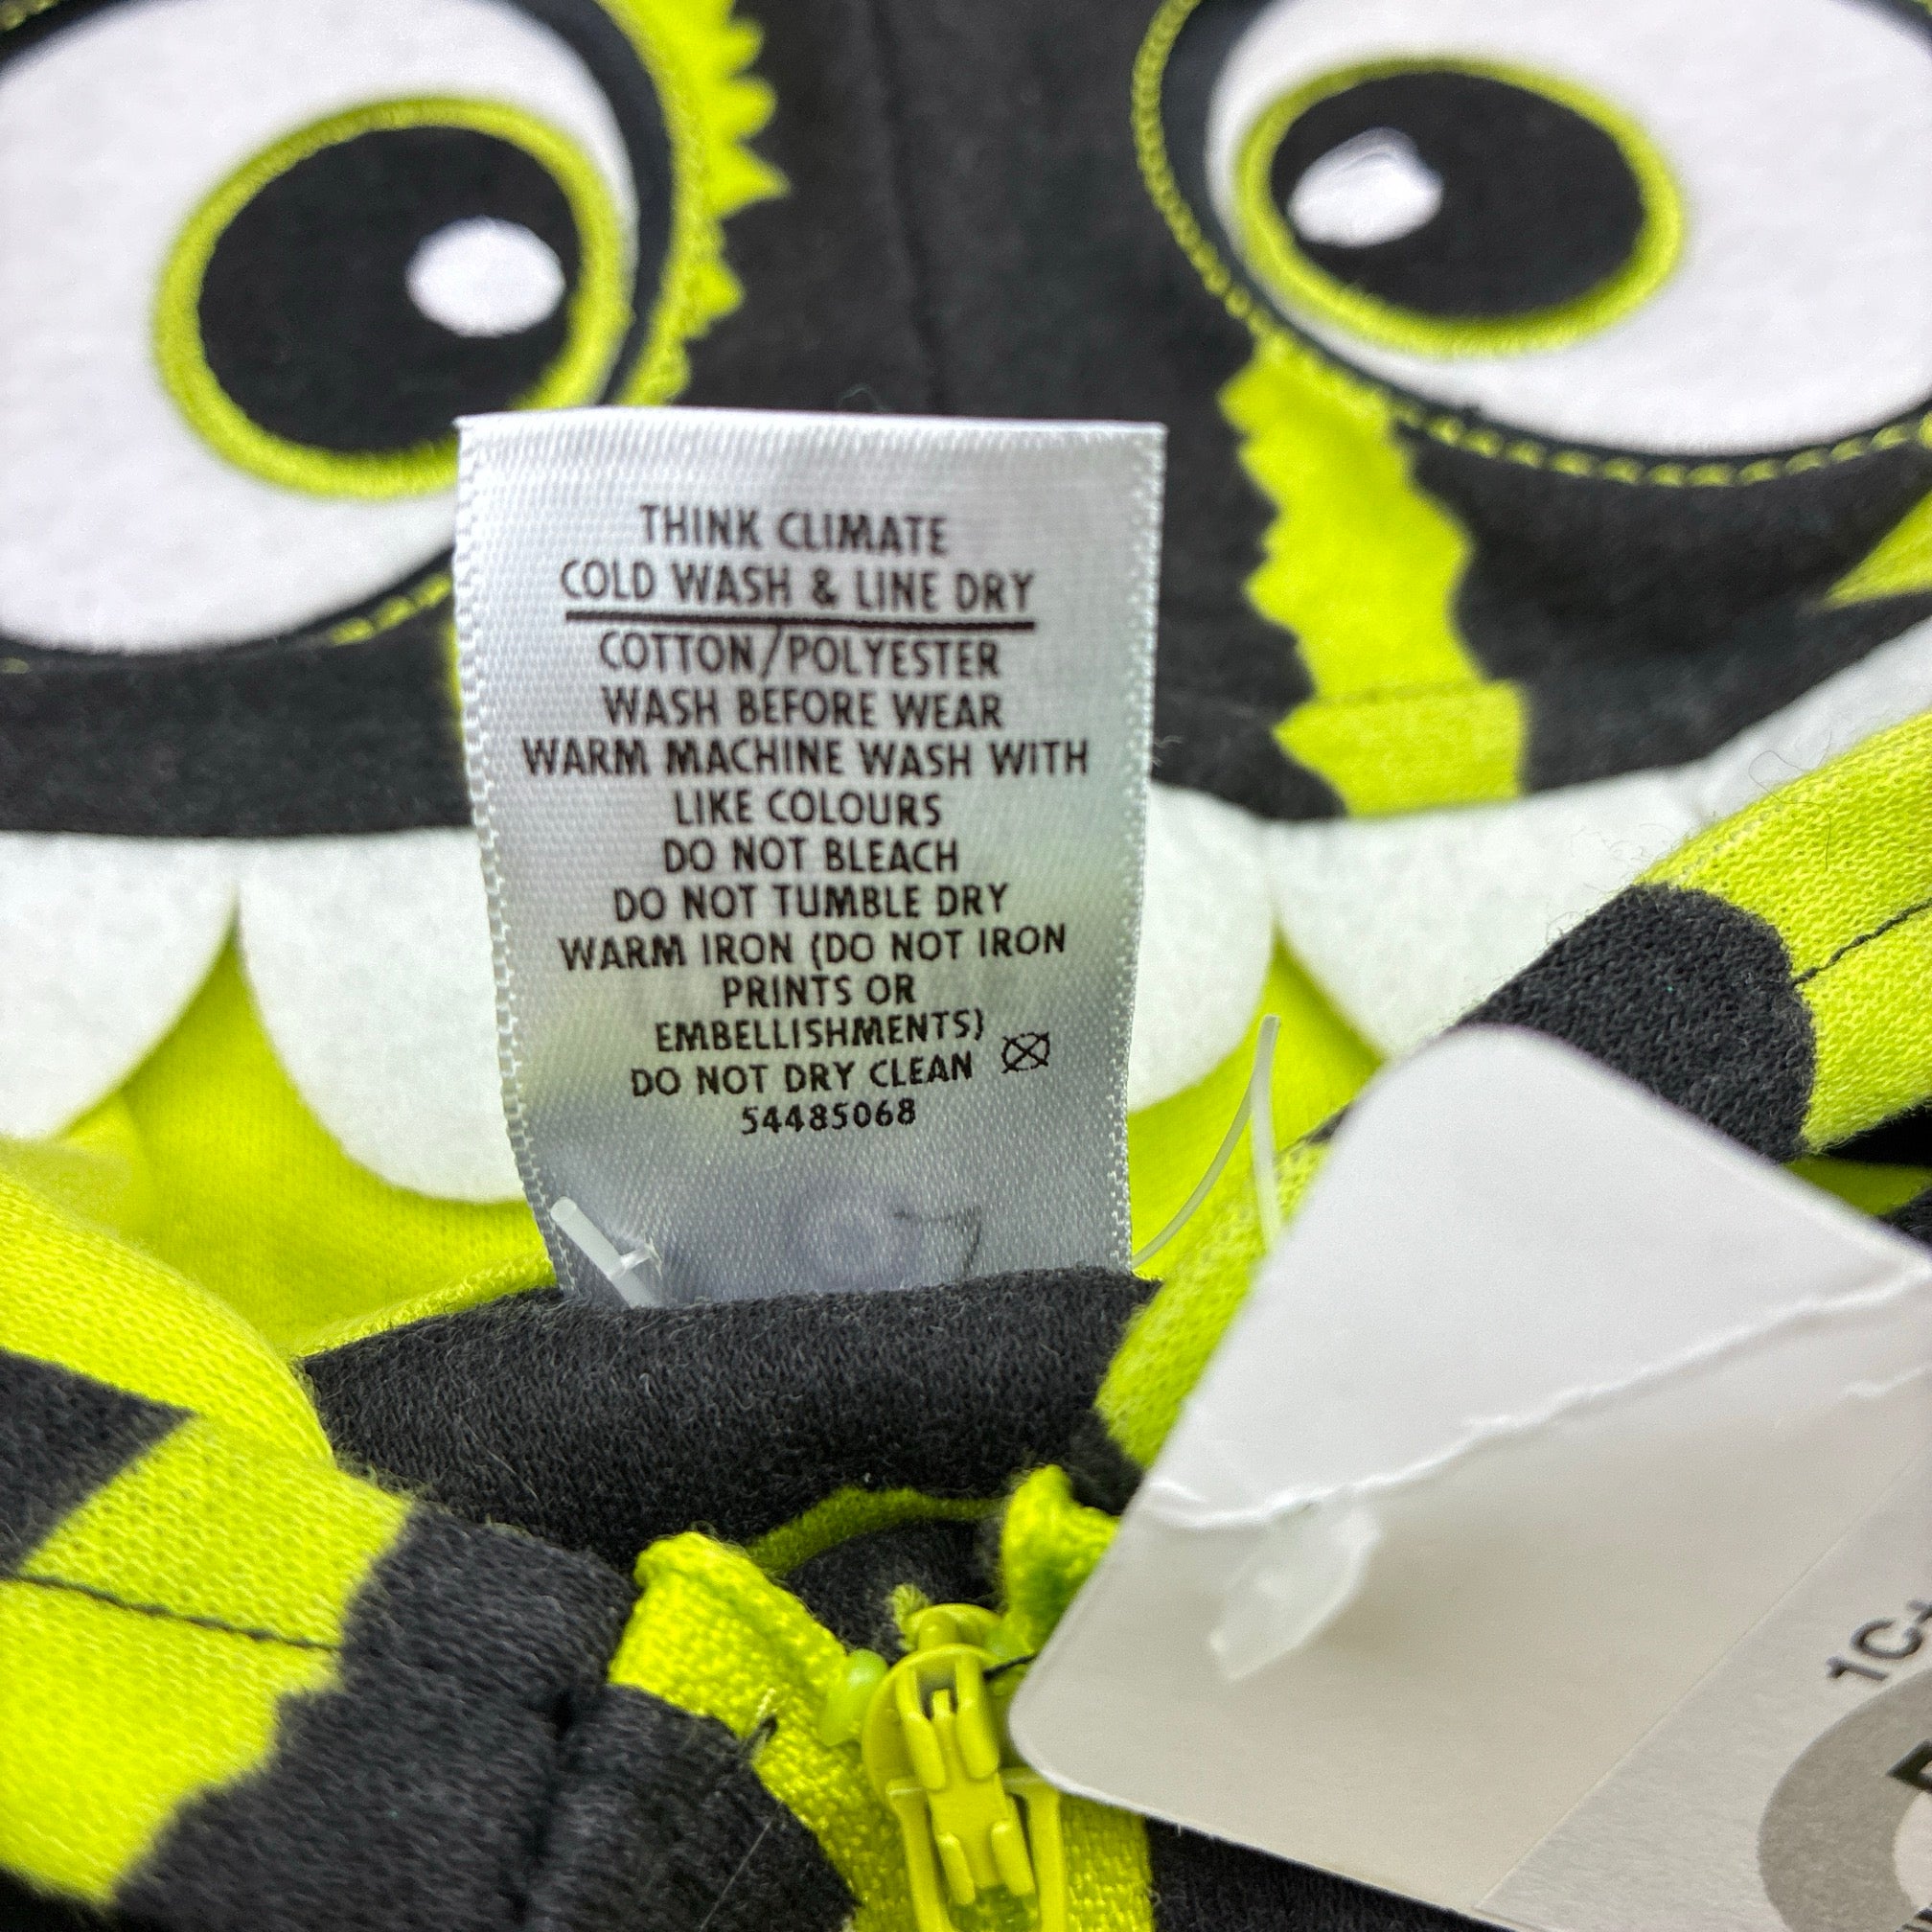 THINK CLIMATE
COLD WASH & LINE DRY
COTTON/POLYESTER
WASH BEFORE WEAR
WARM MACHINE WASH WITH
LIKE COLOURS
DO NOT BLEACH
DO NOT TUMBLE DRY
WARM IRON (DO NOT IRON
PRINTS OR
EMBELLISHMENTS)
DO NOT DRY CLEAN
54485068